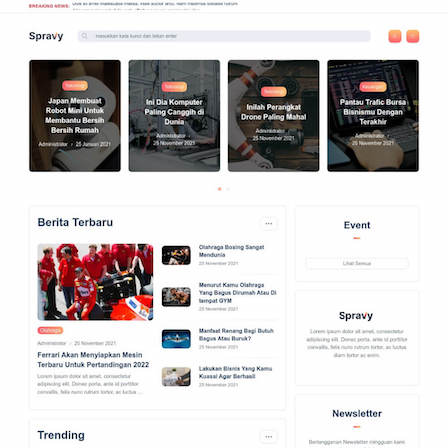 BREAKING NEWS:
Spravy
masukkan kata kunci dan tekan enter
Japan Membuat
Robot Mini Untuk
Membantu Bersih
Bersih Rumah
Administrator
25 Januari 2021
Ini Dia Komputer
Paling Canggih di
Dunia
Administrator
25 November 2021
Inilah Perangkat
Drone Paling Mahal
Administrator
25 November 2021
Pantau Trafic Bursa
Bisnismu Dengan
Terakhir
Administrator
25 November 2021
Berita Terbaru
Olahraga
Administrator
25 November 2021
Ferrari Akan Menyiapkan Mesin
Terbaru Untuk Pertandingan 2022
Lorem ipsum dolor sit amet, consectetur
adipiscing elit. Donec porta, ante id porttitor
convallis, felis nunc rutrum tortor, ac luctus ...
Olahraga Boxing Sangat
Mendunia
25 November 2021
Menurut Kamu Olahraga
Yang Bagus Dirumah Atau Di
tempat GYM
25 November 2021
Manfaat Renang Bagi Butuh
Bagus Atau Buruk?
25 November 2021
Lakukan Bisnis Yang Kamu
Kuasai Agar Berhasil
25 November 2021
Trending
Event
Lihat Semua
Spravy
Lorem ipsum dolor sit amet, consectetur
adipiscing elit. Donec porta, ante id porttitor
convallis, felis nunc rutrum tortor, ac luctus
diam tortor ac enim.
Newsletter
Berlangganan Newsletter mingguan kami